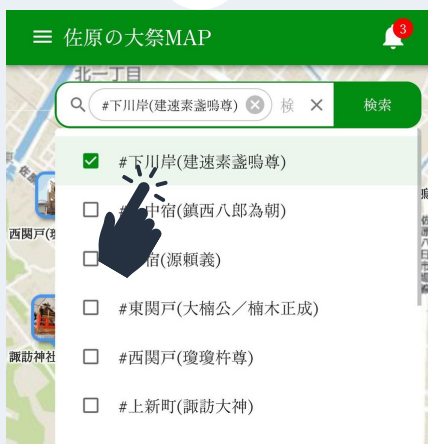 佐原の大祭MAP
3
北一丁目
#下川岸(建速素盞嗚尊)
検
検索
#下川岸(建速素盞嗚尊)
中宿(鎮西八郎為朝)
宿(源頼義)
西関戸(
#東関戸(大楠公/楠木正成)
諏訪神社
#西関戸(瓊瓊杵尊)
#上新町(諏訪大神)